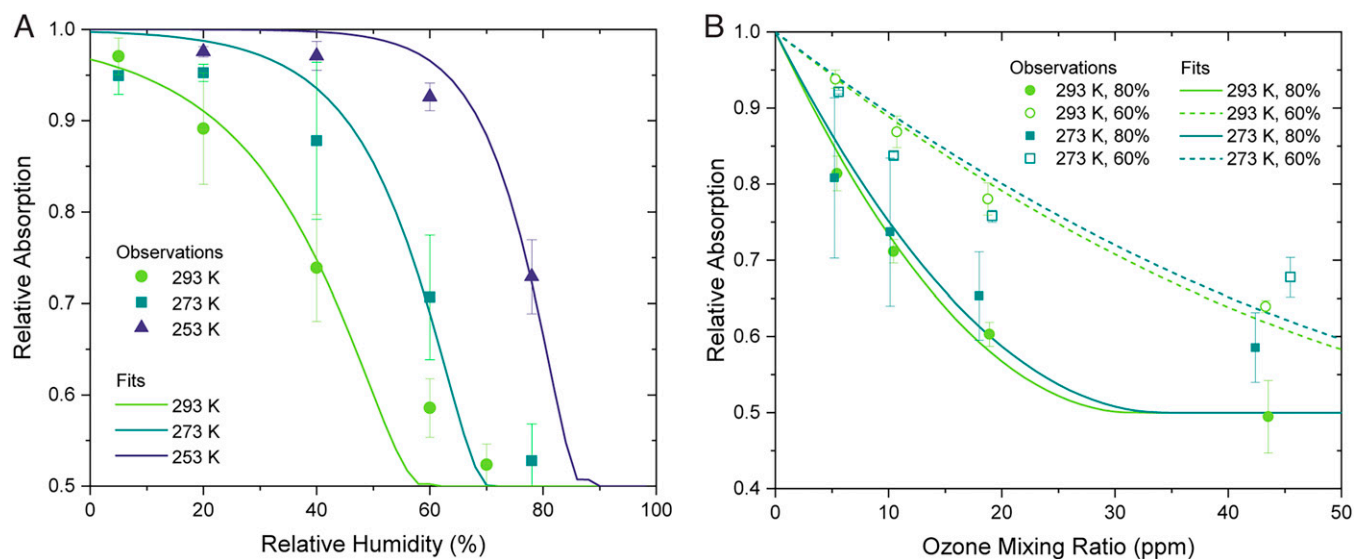 A
1.0
0.9
0.8
0.7
0.6
0.5
Relative Absorption
Observations
293 K
273 K
253 K
Fits
293 K
273 K
253 K
0 20 40 60 80 100
Relative Humidity (%)
B
1.0
0.9
0.8
0.7
0.6
0.5
0.4
Relative Absorption
Observations Fits
293 K, 80% 293 K, 80%
293 K, 60% 293 K, 60%
273 K, 80% 273 K, 80%
273 K, 60% 273 K, 60%
0 10 20 30 40 50
Ozone Mixing Ratio (ppm)